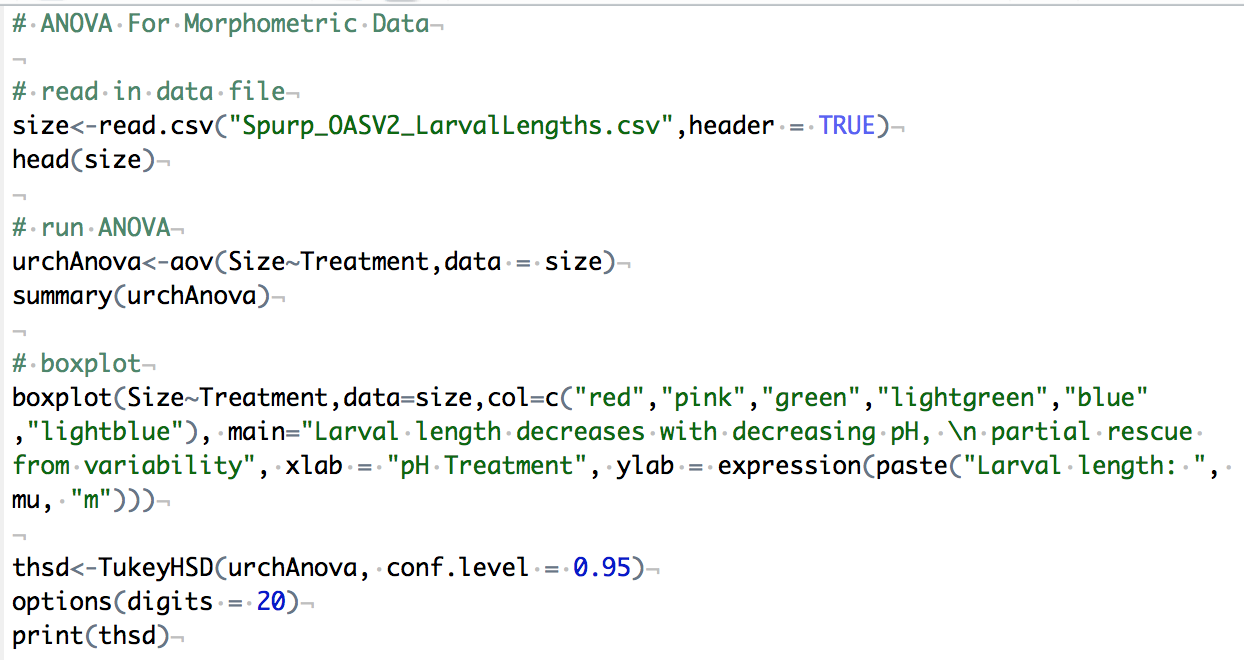 # ANOVA For Morphometric Data¬
¬
# read in data file¬
size<-read.csv("Spurp_OASV2_LarvalLengths.csv",header = TRUE)¬
head(size)¬
¬
# run ANOVA¬
urchAnova<-aov(Size~Treatment,data = size)¬
summary(urchAnova)¬
¬
# boxplot¬
boxplot(Size~Treatment,data=size,col=c("red","pink","green","lightgreen","blue"
,"lightblue"), main="Larval length decreases with decreasing pH, \n partial rescue
from variability", xlab = "pH Treatment", ylab = expression(paste("Larval length: ",
mu, "m")))¬
¬
thsd<-TukeyHSD(urchAnova, conf.level = 0.95)¬
options(digits = 20)¬
print(thsd)¬